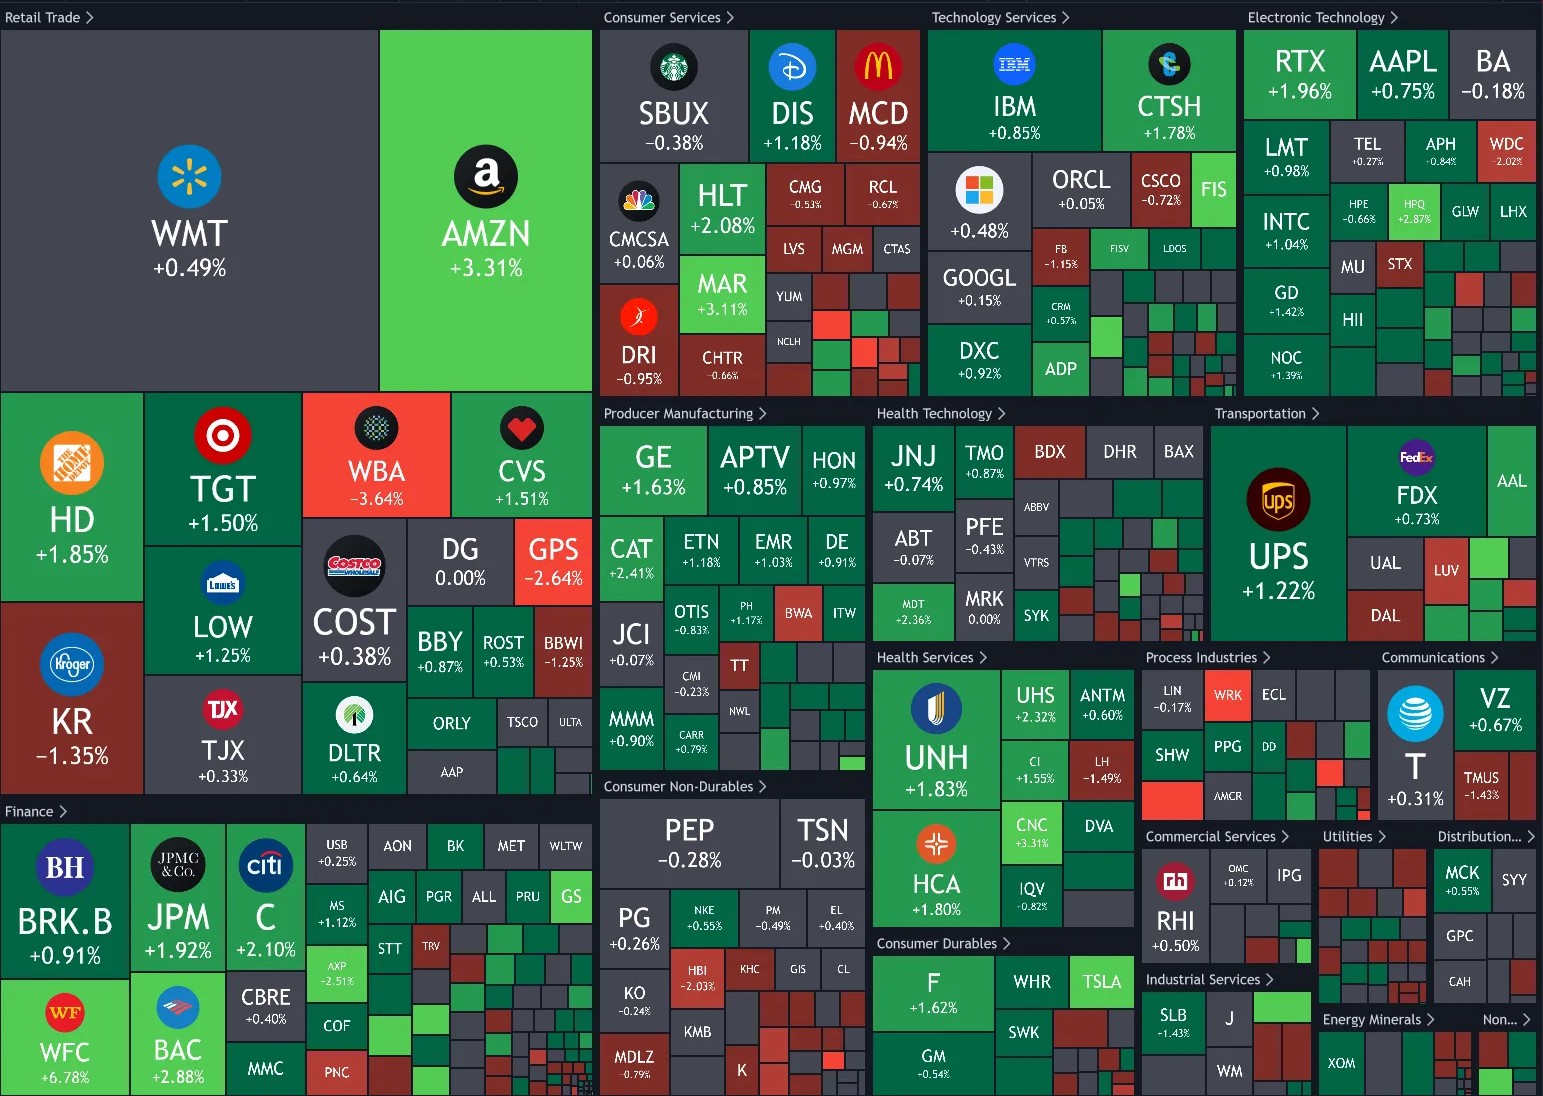 Retail Trade >
WMT
+0.49%
a
AMZN
+3.31%
THE HOME DEPOT
HD
+1.85%
TGT
+1.50%
WBA
−3.64%
CVS
+1.51%
LOWE'S
LOW
+1.25%
COSTCO
WHOLESALE
COST
+0.38%
DG
0.00%
GPS
−2.64%
Kroger
KR
−1.35%
TJX
TJX
+0.33%
DLTR
+0.64%
BBY
+0.87%
ROST
+0.53%
BBWI
−1.25%
ORLY
TSCO
ULTA
AAP
Finance >
BH
BRK.B
+0.91%
JPMC
& Co.
JPM
+1.92%
citi
C
+2.10%
WF
WFC
+6.78%
BAC
+2.88%
CBRE
+0.40%
MMC
USB
+0.25%
MS
+1.12%
AXP
−2.51%
COF
PNC
AON
BK
MET
WLTW
AIG
PGR
ALL
PRU
GS
STT
TRV
Consumer Services >
SBUX
−0.38%
DIS
+1.18%
MCD
−0.94%
CMCSA
+0.06%
HLT
+2.08%
CMG
−0.53%
RCL
−0.67%
LVS
MGM
CTAS
DRI
−0.95%
MAR
+3.11%
YUM
NCLH
CHTR
−0.66%
Technology Services >
IBM
IBM
+0.85%
CTSH
+1.78%
+0.48%
ORCL
+0.05%
CSCO
−0.72%
FIS
GOOGL
+0.15%
FB
−1.15%
FISV
LDOS
CRM
+0.57%
DXC
+0.92%
ADP
Electronic Technology >
RTX
+1.96%
AAPL
+0.75%
BA
−0.18%
LMT
+0.98%
TEL
+0.27%
APH
+0.84%
WDC
−2.02%
INTC
+1.04%
HPE
−0.66%
HPQ
+2.87%
GLW
LHX
GD
+1.42%
MU
STX
HII
NOC
+1.39%
Producer Manufacturing >
GE
+1.63%
APTV
+0.85%
HON
+0.97%
CAT
+2.41%
ETN
+1.18%
EMR
+1.03%
DE
+0.91%
JCI
+0.07%
OTIS
−0.83%
PH
+1.17%
BWA
ITW
CMI
−0.23%
TT
NWL
MMM
+0.90%
CARR
+0.79%
Health Technology >
JNJ
+0.74%
TMO
+0.87%
BDX
DHR
BAX
ABT
−0.07%
PFE
−0.43%
ABBV
VTRS
MDT
+2.36%
MRK
0.00%
SYK
Transportation >
ups
UPS
+1.22%
FedEx
FDX
+0.73%
AAL
UAL
LUV
DAL
Health Services >
UNH
+1.83%
UHS
+2.32%
ANTM
+0.60%
CI
+1.55%
LH
−1.49%
HCA
+1.80%
CNC
+3.31%
DVA
IQV
−0.82%
Process Industries >
LIN
−0.17%
WRK
ECL
SHW
PPG
DD
AMCR
Communications >
T
+0.31%
VZ
+0.67%
TMUS
−1.43%
Consumer Non-Durables >
PEP
−0.28%
TSN
−0.03%
PG
+0.26%
NKE
+0.55%
PM
−0.49%
EL
+0.40%
KO
−0.24%
HBI
−2.03%
KHC
GIS
CL
KMB
MDLZ
−0.79%
K
Consumer Durables >
F
+1.62%
WHR
TSLA
GM
+0.54%
SWK
Commercial Services >
rh
RHI
+0.50%
OMC
+0.12%
IPG
Utilities >
Distribution... >
MCK
+0.55%
SYY
GPC
CAH
Industrial Services >
SLB
+1.43%
J
WM
Energy Minerals >
XOM
Non... >